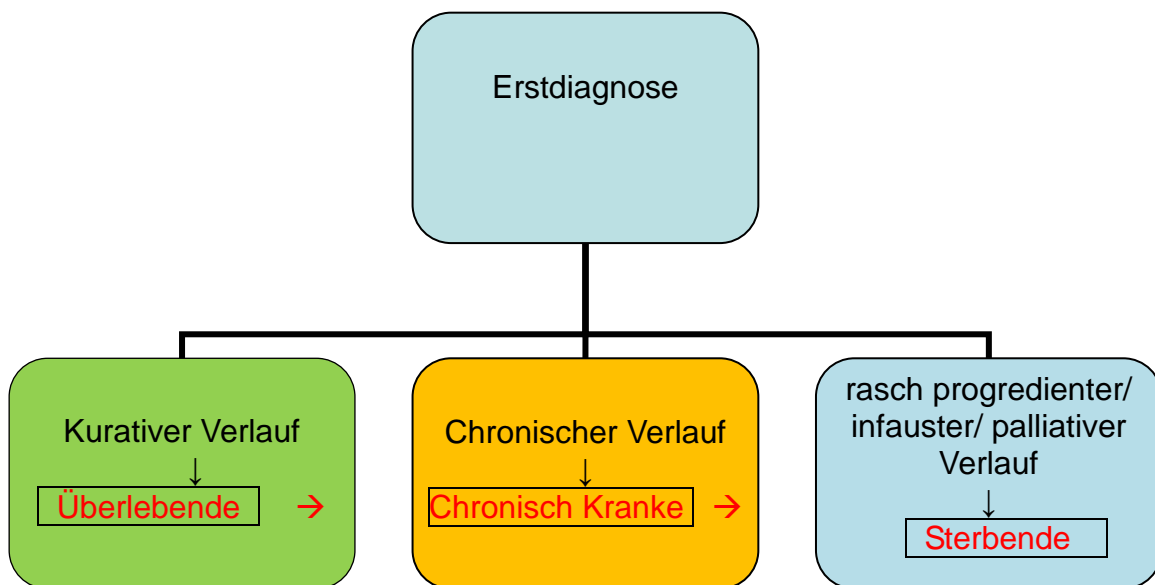 Erstdiagnose
Kurativer Verlauf
↓
Überlebende →
Chronischer Verlauf
↓
Chronisch Kranke →
rasch progredienter/
infauster/ palliativer
Verlauf
↓
Sterbende